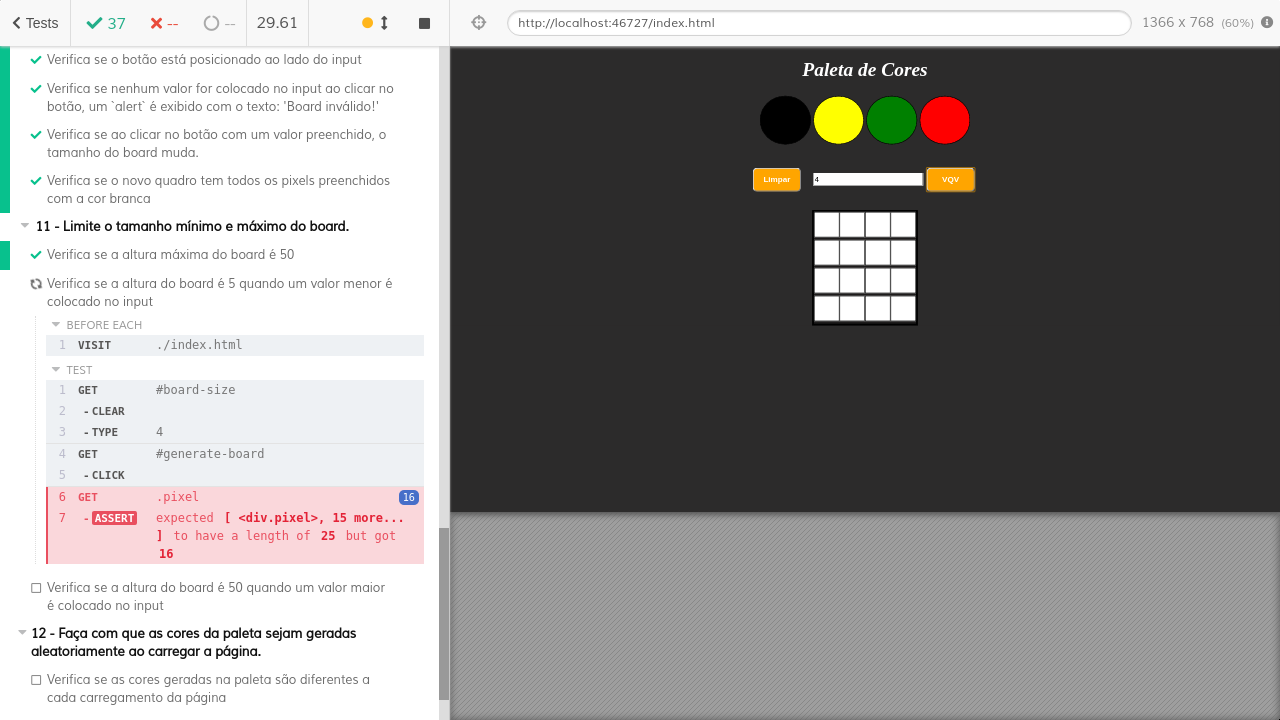 Tests 37 -- -- 29.61
Verifica se o botão está posicionado ao lado do input
Verifica se nenhum valor for colocado no input ao clicar no
botão, um `alert` é exibido com o texto: 'Board inválido!'
Verifica se ao clicar no botão com um valor preenchido, o
tamanho do board muda.
Verifica se o novo quadro tem todos os pixels preenchidos
com a cor branca
11 - Limite o tamanho mínimo e máximo do board.
Verifica se a altura máxima do board é 50
Verifica se a altura do board é 5 quando um valor menor é
colocado no input
BEFORE EACH
1 VISIT ./index.html
TEST
1 GET #board-size
2 - CLEAR
3 - TYPE 4
4 GET #generate-board
5 - CLICK
6 GET .pixel 16
7 - ASSERT expected [ <div.pixel>, 15 more...
] to have a length of 25 but got
16
Verifica se a altura do board é 50 quando um valor maior
é colocado no input
12 - Faça com que as cores da paleta sejam geradas
aleatoriamente ao carregar a página.
Verifica se as cores geradas na paleta são diferentes a
cada carregamento da página
http://localhost:46727/index.html 1366 x 768 (60%)
Paleta de Cores
Limpar 4 VQV